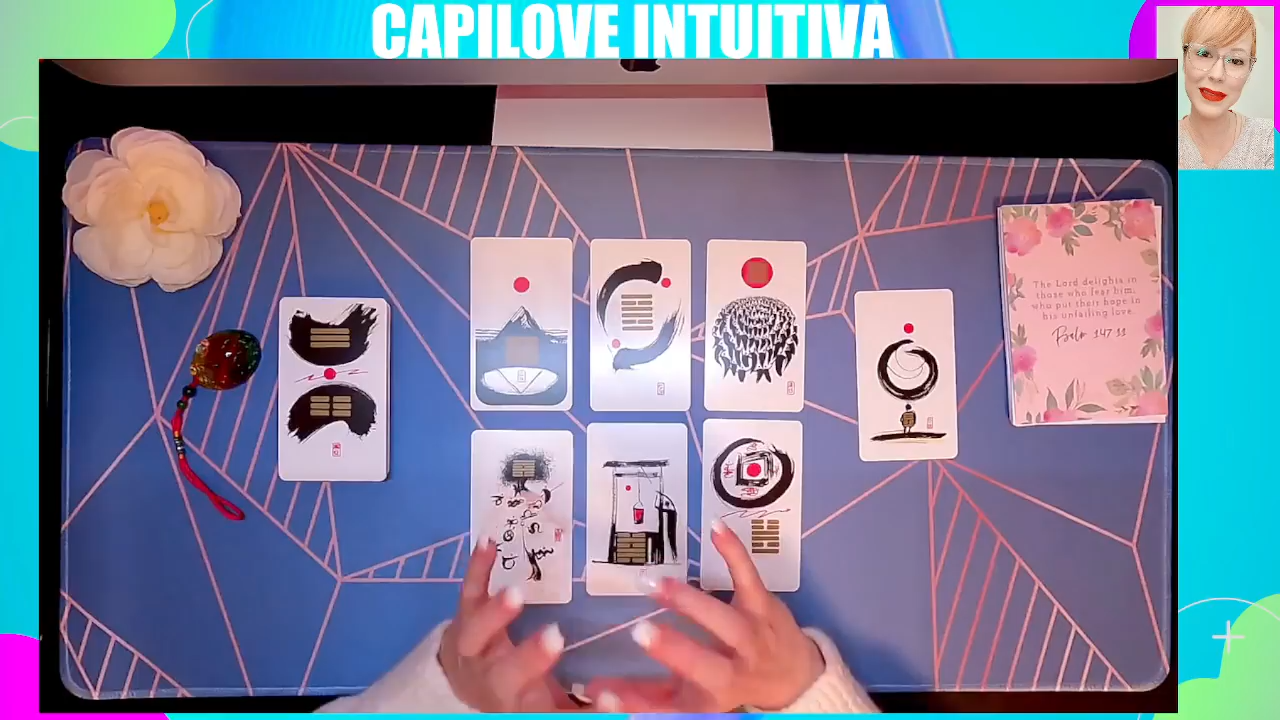 CAPILOVE INTUITIVA
The Lord delights in
those who fear him,
who put their hope in
his unfailing love.
Psalm 147:11